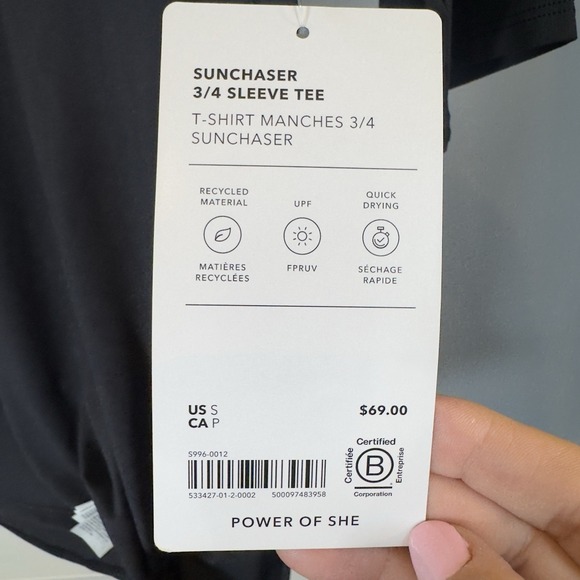 SUNCHASER
3/4 SLEEVE TEE
T-SHIRT MANCHES 3/4
SUNCHASER
RECYCLED
MATERIAL
MATIÈRES
RECYCLÉES
UPF
FPRUV
QUICK
DRYING
SÉCHAGE
RAPIDE
US S
CA P
$69.00
S996-0012
533427-01-2-0002 500097483958
Certified
Certifiée
B
Entreprise
Corporation
POWER OF SHE